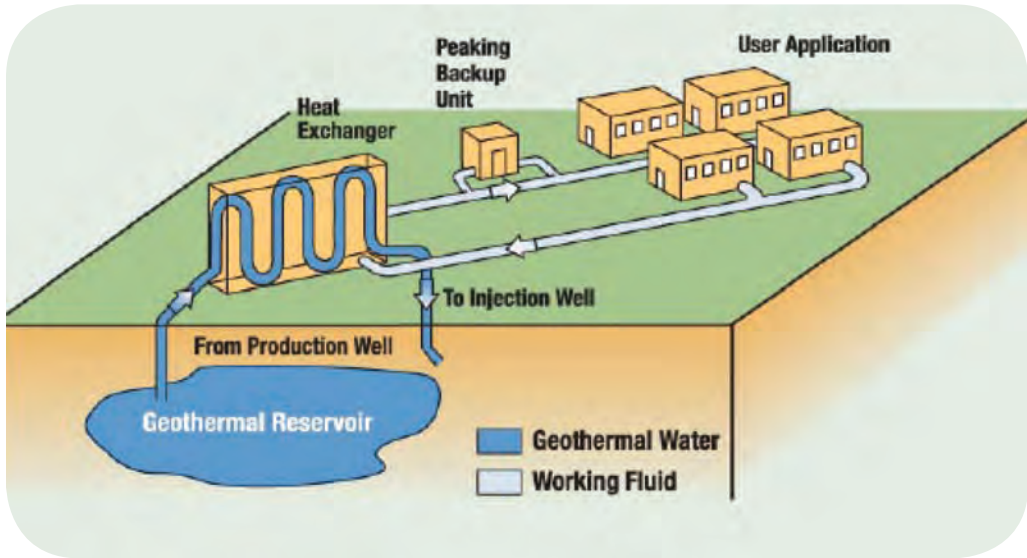 Peaking
Backup
Unit
User Application
Heat
Exchanger
To Injection Well
From Production Well
Geothermal Reservoir
Geothermal Water
Working Fluid